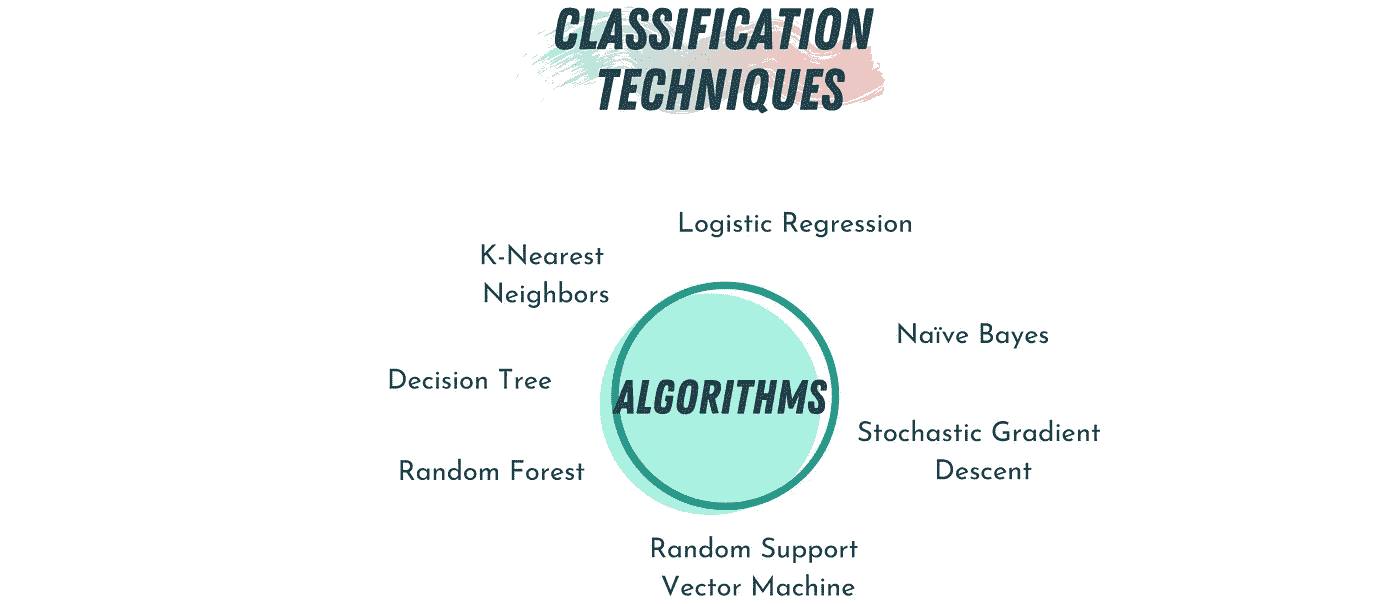 CLASSIFICATION
TECHNIQUES
Logistic Regression
K-Nearest
Neighbors
Naïve Bayes
Decision Tree
ALGORITHMS
Stochastic Gradient
Descent
Random Forest
Random Support
Vector Machine